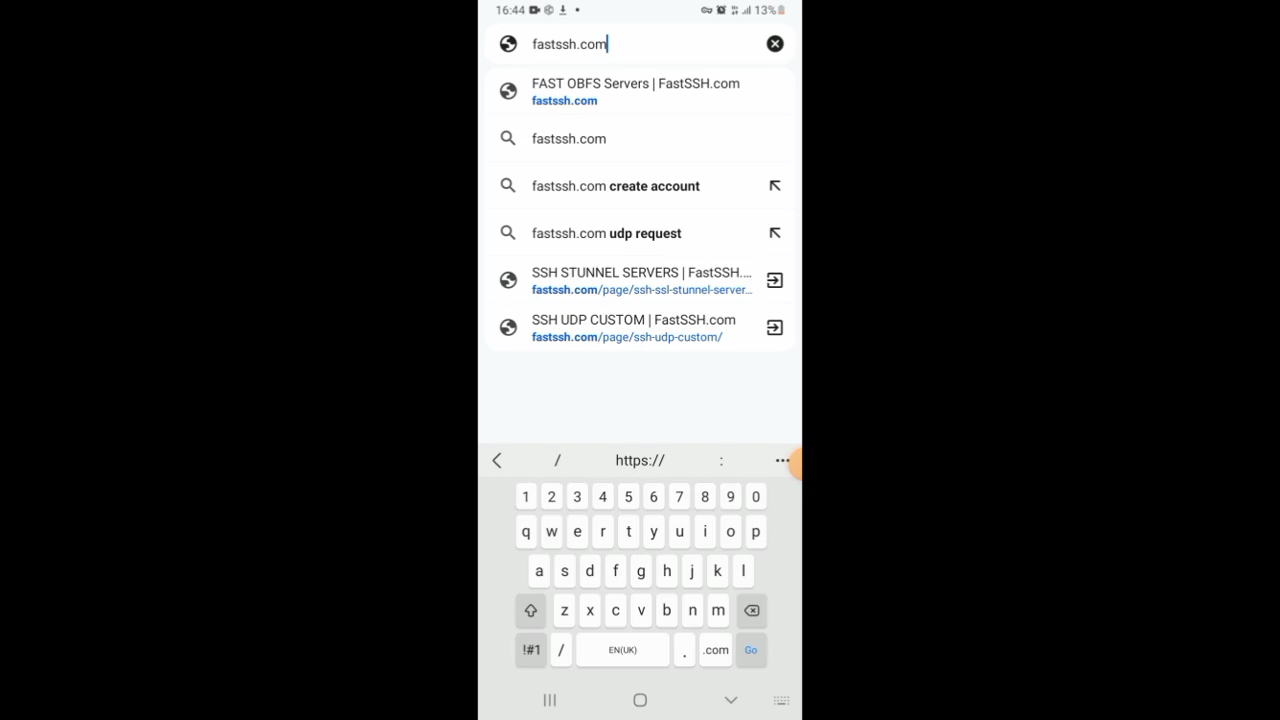 16:44 13%
fastssh.com
FAST OBFS Servers | FastSSH.com
fastssh.com
fastssh.com
fastssh.com create account
fastssh.com udp request
SSH STUNNEL SERVERS | FastSSH....
fastssh.com/page/ssh-ssl-stunnel-server...
SSH UDP CUSTOM | FastSSH.com
fastssh.com/page/ssh-udp-custom/
/ https:// :
1 2 3 4 5 6 7 8 9 0
q w e r t y u i o p
a s d f g h j k l
z x c v b n m
!#1 / EN(UK) . .com Go